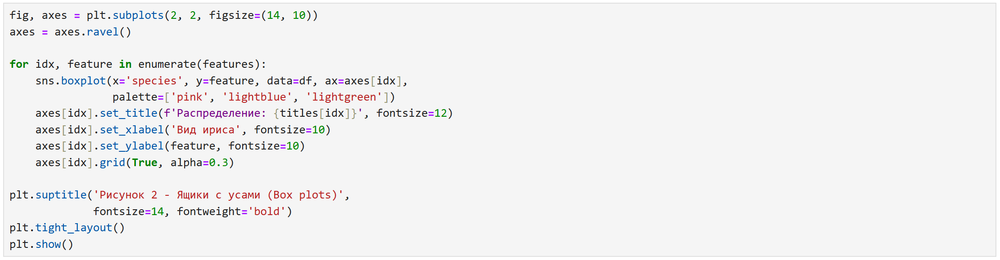 fig, axes = plt.subplots(2, 2, figsize=(14, 10))
axes = axes.ravel()

for idx, feature in enumerate(features):
    sns.boxplot(x='species', y=feature, data=df, ax=axes[idx],
                palette=['pink', 'lightblue', 'lightgreen'])
    axes[idx].set_title(f'Распределение: {titles[idx]}', fontsize=12)
    axes[idx].set_xlabel('Вид ириса', fontsize=10)
    axes[idx].set_ylabel(feature, fontsize=10)
    axes[idx].grid(True, alpha=0.3)

plt.suptitle('Рисунок 2 - Ящики с усами (Box plots)',
             fontsize=14, fontweight='bold')
plt.tight_layout()
plt.show()